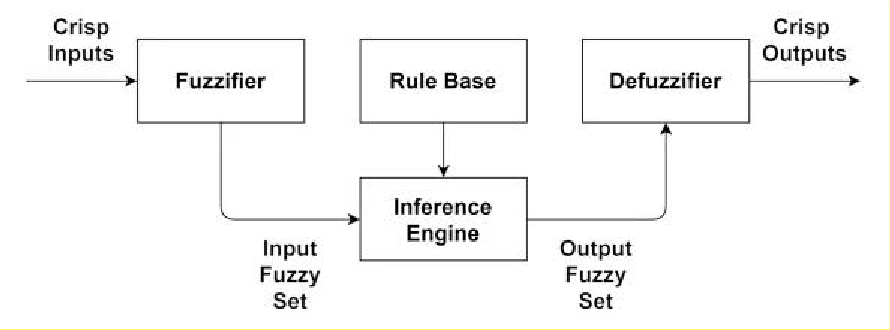 Crisp
Inputs
Fuzzifier
Rule Base
Defuzzifier
Crisp
Outputs
Inference
Engine
Input
Fuzzy
Set
Output
Fuzzy
Set